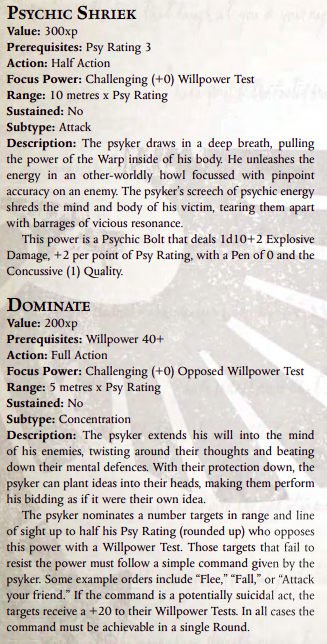 PSYCHIC SHRIEK
Value: 300xp
Prerequisites: Psy Rating 3
Action: Half Action
Focus Power: Challenging (+0) Willpower Test
Range: 10 metres x Psy Rating
Sustained: No
Subtype: Attack
Description: The psyker draws in a deep breath, pulling
the power of the Warp inside of his body. He unleashes the
energy in an other-worldly howl focussed with pinpoint
accuracy on an enemy. The psyker's screech of psychic energy
shreds the mind and body of his victim, tearing them apart
with barrages of vicious resonance.
This power is a Psychic Bolt that deals 1d10+2 Explosive
Damage, +2 per point of Psy Rating, with a Pen of 0 and the
Concussive (1) Quality.
DOMINATE
Value: 200xp
Prerequisites: Willpower 40+
Action: Full Action
Focus Power: Challenging (+0) Opposed Willpower Test
Range: 5 metres x Psy Rating
Sustained: No
Subtype: Concentration
Description: The psyker extends his will into the mind
of his enemies, twisting around their thoughts and beating
down their mental defences. With their protection down, the
psyker can plant ideas into their heads, making them perform
his bidding as if it were their own idea.
The psyker nominates a number targets in range and line
of sight up to half his Psy Rating (rounded up) who opposes
this power with a Willpower Test. Those targets that fail to
resist the power must follow a simple command given by the
psyker. Some example orders include “Flee,” “Fall,” or “Attack
your friend.” If the command is a potentially suicidal act, the
targets receive a +20 to their Willpower Tests. In all cases the
command must be achievable in a single Round.